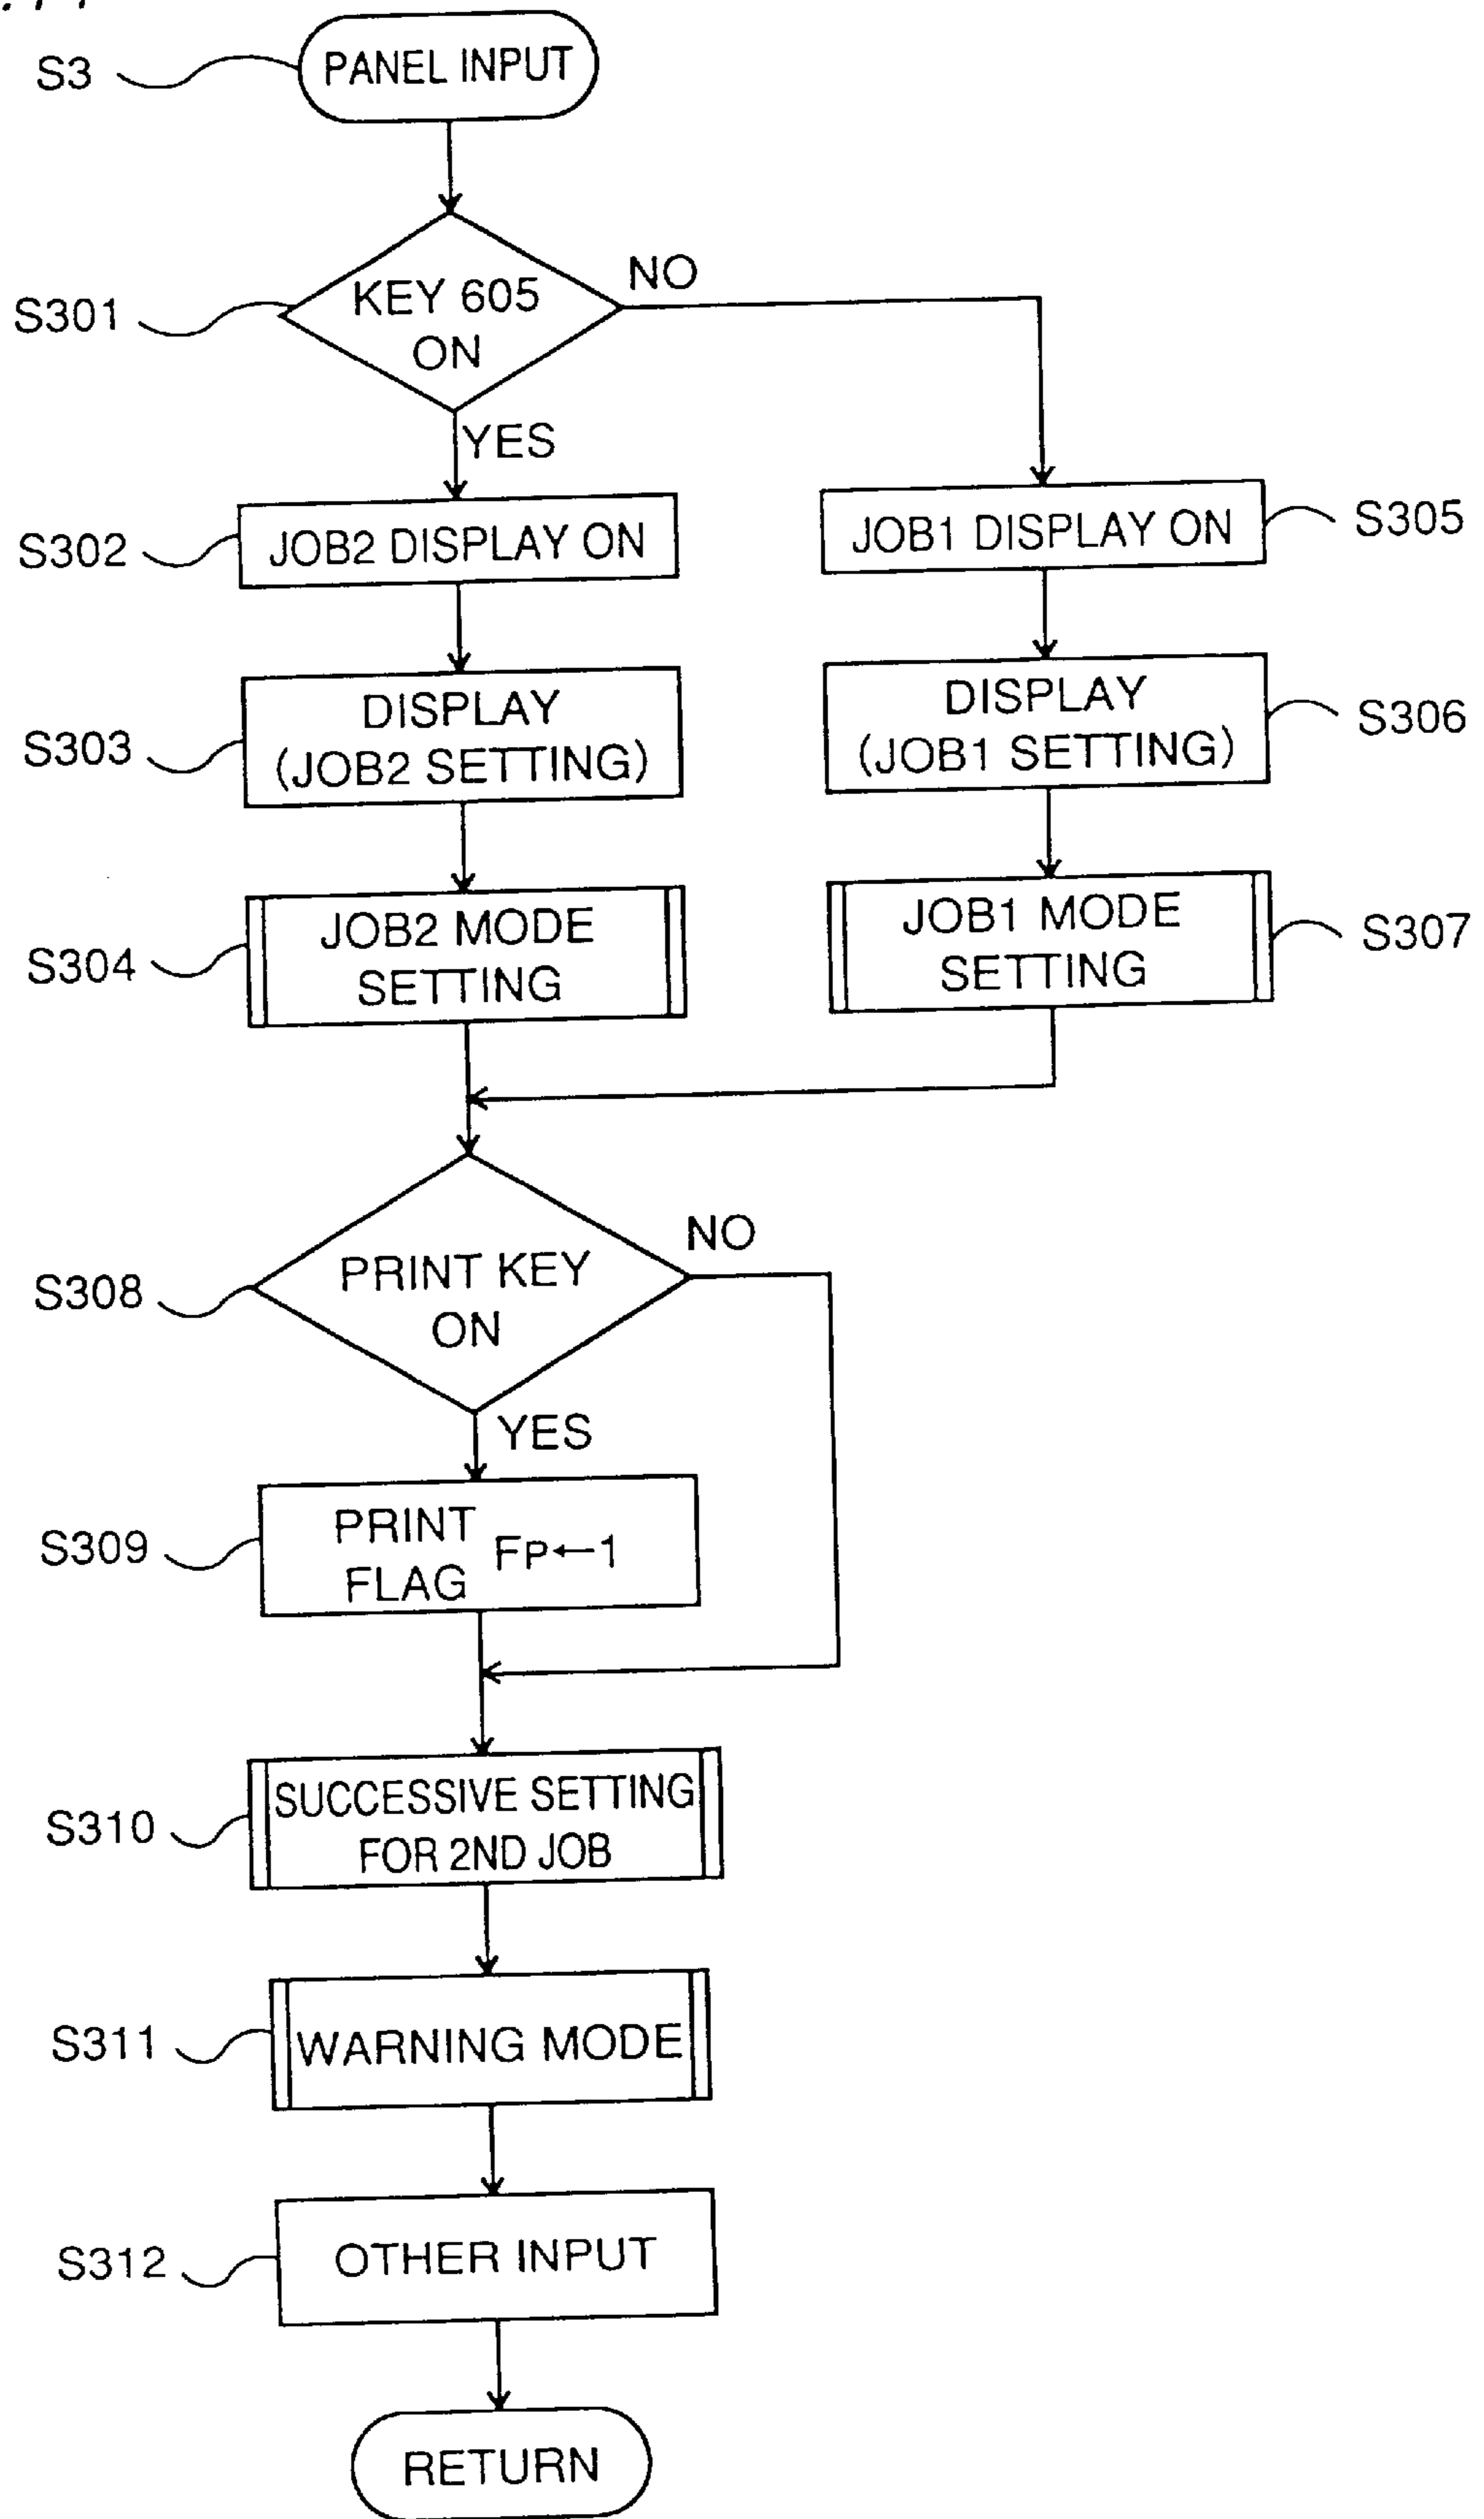 S3
PANEL INPUT
S301
KEY 605
ON
NO
YES
S302
JOB2 DISPLAY ON
JOB1 DISPLAY ON
S305
S303
DISPLAY
(JOB2 SETTING)
DISPLAY
(JOB1 SETTING)
S306
S304
JOB2 MODE
SETTING
JOB1 MODE
SETTING
S307
S308
PRINT KEY
ON
NO
YES
S309
PRINT
FLAG
FP←1
S310
SUCCESSIVE SETTING
FOR 2ND JOB
S311
WARNING MODE
S312
OTHER INPUT
RETURN